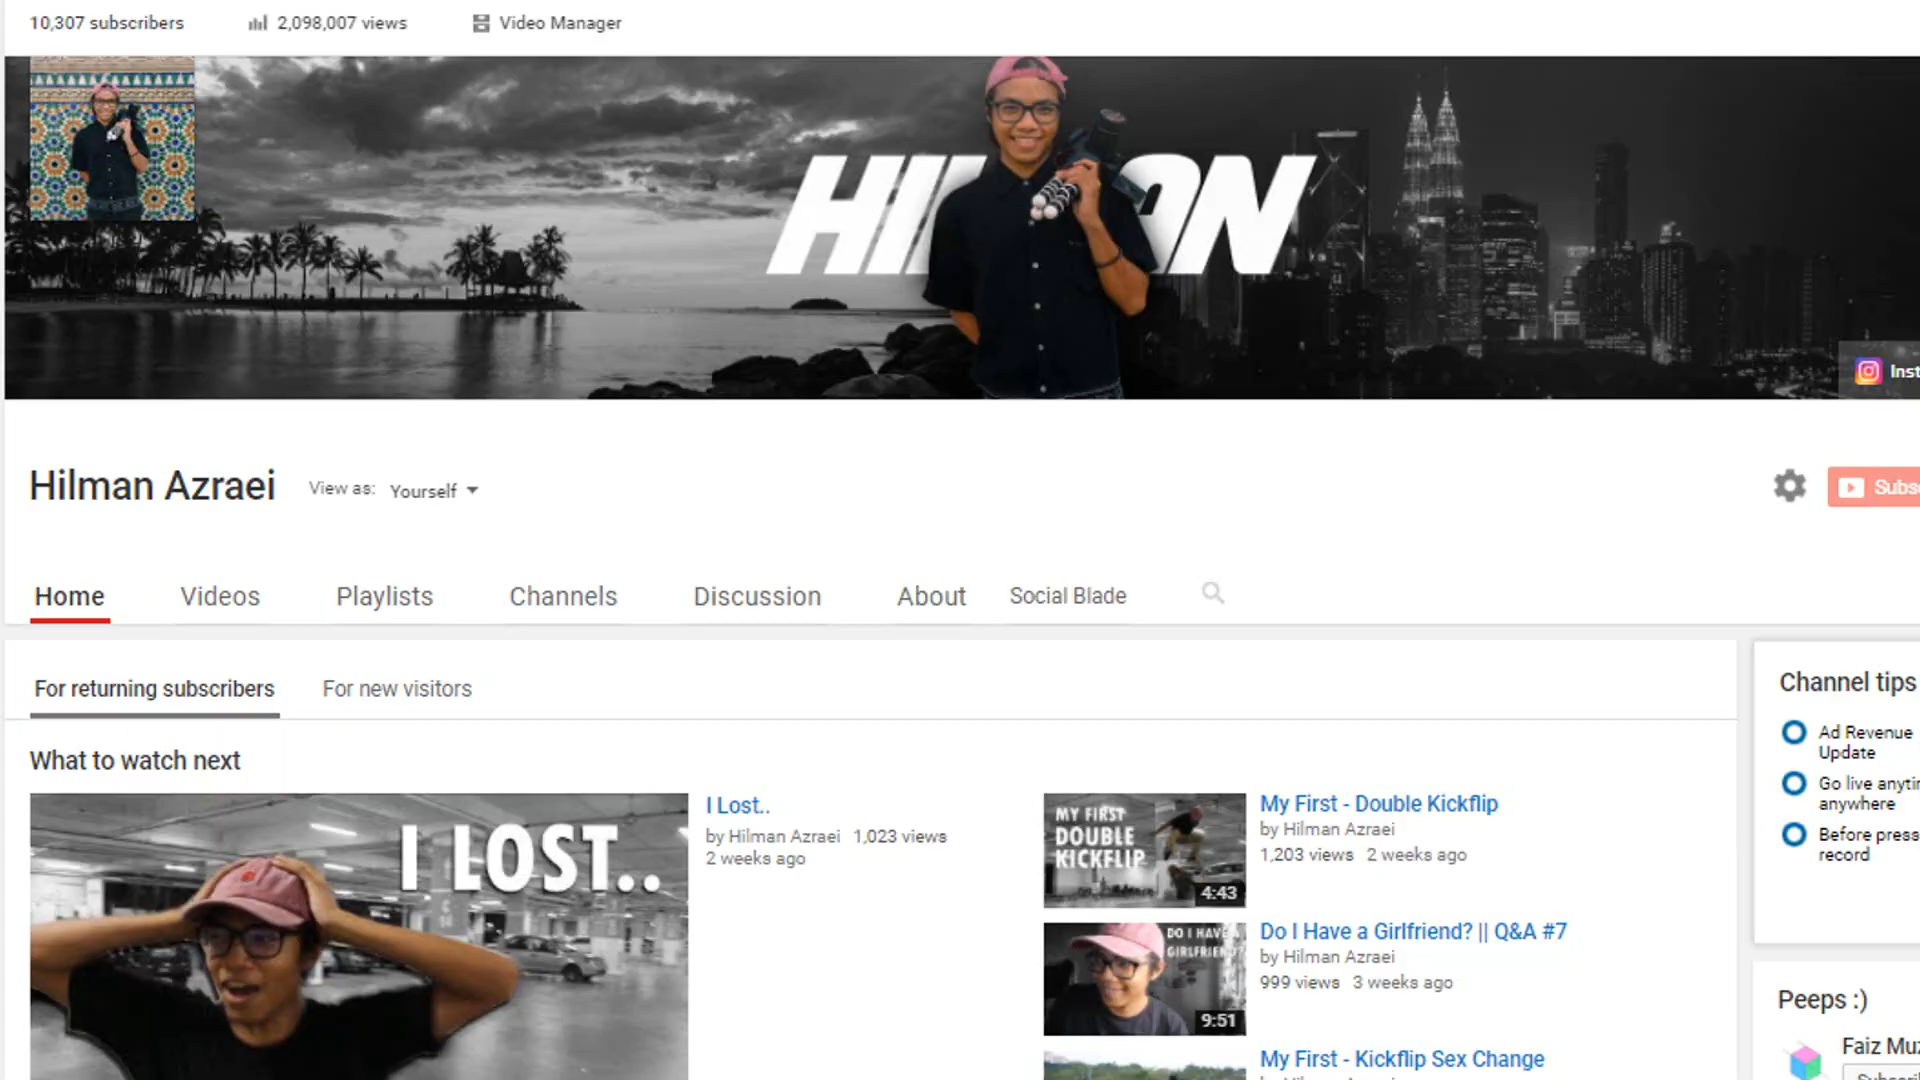 10,307 subscribers
2,098,007 views
Video Manager
HILMAN
Inst
Hilman Azraei
View as: Yourself
Subs
Home
Videos
Playlists
Channels
Discussion
About
Social Blade
For returning subscribers
For new visitors
What to watch next
I LOST..
I Lost..
by Hilman Azraei 1,023 views
2 weeks ago
MY FIRST
DOUBLE
KICKFLIP
4:43
My First - Double Kickflip
by Hilman Azraei
1,203 views 2 weeks ago
DO I HAVE A
GIRLFRIEND?
9:51
Do I Have a Girlfriend? || Q&A #7
by Hilman Azraei
999 views 3 weeks ago
My First - Kickflip Sex Change
Channel tips
Ad Revenue
Update
Go live anytim
anywhere
Before press
record
Peeps :)
Faiz Muz